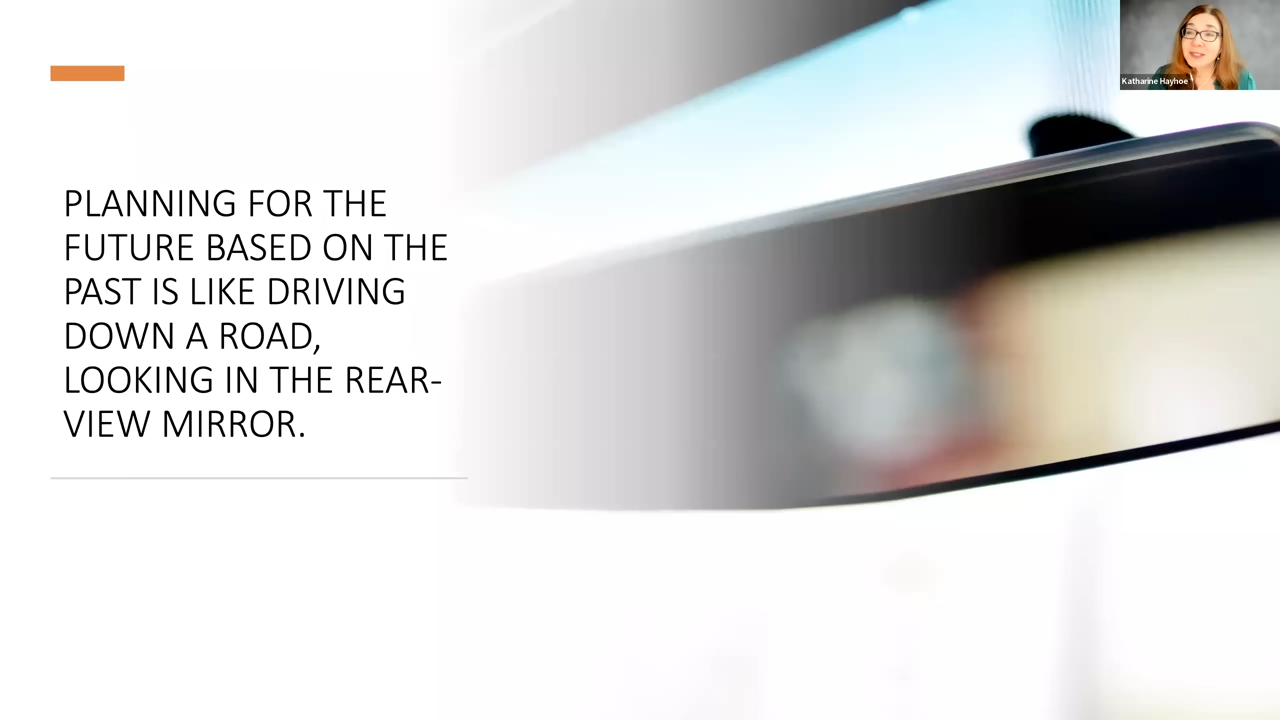 Katharine Hayhoe
PLANNING FOR THE
FUTURE BASED ON THE
PAST IS LIKE DRIVING
DOWN A ROAD,
LOOKING IN THE REAR-
VIEW MIRROR.